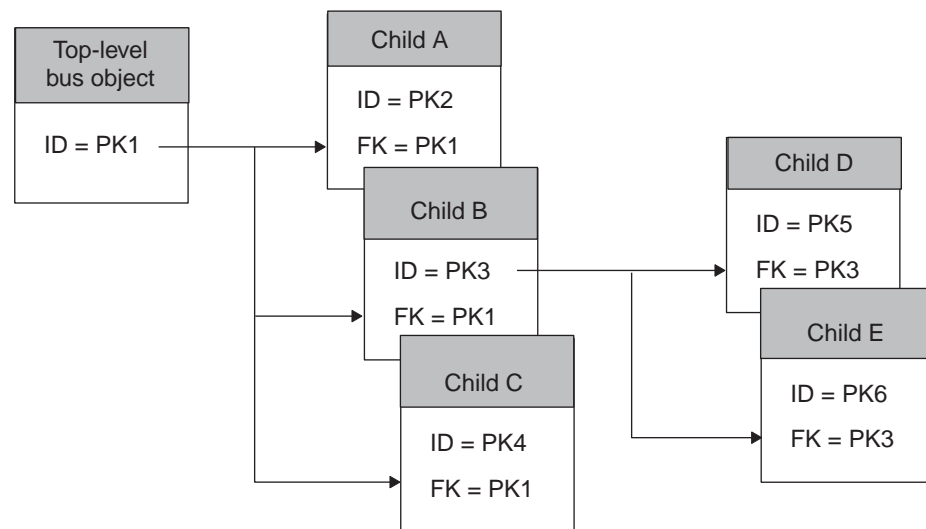 Top-level
bus object
ID = PK1
Child A
ID = PK2
FK = PK1
Child B
ID = PK3
FK = PK1
Child C
ID = PK4
FK = PK1
Child D
ID = PK5
FK = PK3
Child E
ID = PK6
FK = PK3